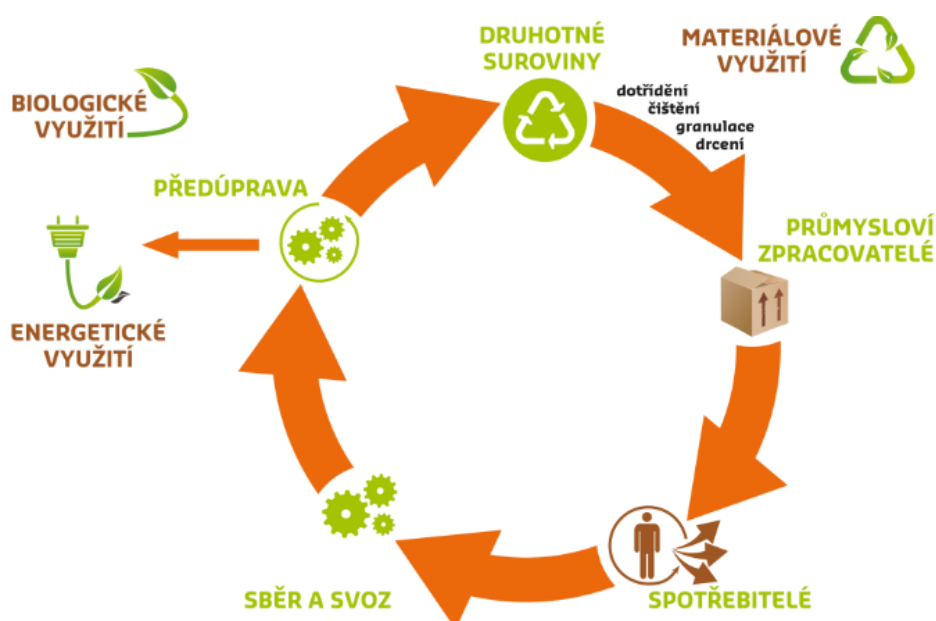 DRUHOTNÉ
SUROVINY
MATERIÁLOVÉ
VYUŽITÍ
dotřídění
čištění
granulace
drcení
BIOLOGICKÉ
VYUŽITÍ
PŘEDÚPRAVA
PRŮMYSLOVÍ
ZPRACOVATELÉ
ENERGETICKÉ
VYUŽITÍ
SBĚR A SVOZ
SPOTŘEBITELÉ